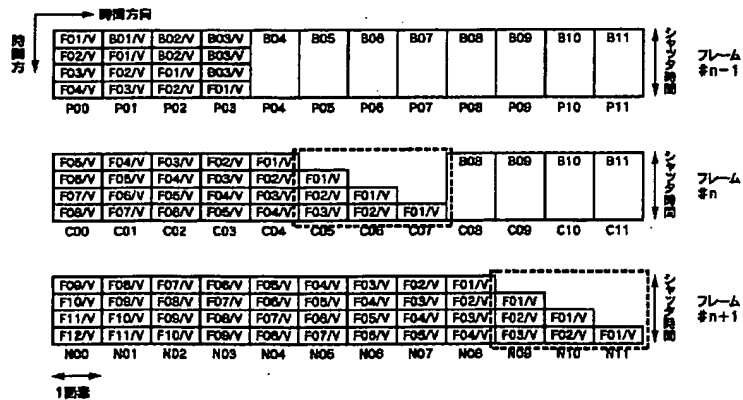 時間方向
時間方
F01/V B01/V B02/V B03/V B04 B05 B06 B07 B08 B09 B10 B11
F02/V F01/V B02/V B03/V
F03/V F02/V F01/V B03/V
F04/V F03/V F02/V F01/V
P00 P01 P02 P03 P04 P05 P06 P07 P08 P09 P10 P11
シャッタ時間
フレーム
#n-1
F05/V F04/V F03/V F02/V F01/V B08 B09 B10 B11
F06/V F05/V F04/V F03/V F02/V F01/V
F07/V F06/V F05/V F04/V F03/V F02/V F01/V
F08/V F07/V F06/V F05/V F04/V F03/V F02/V F01/V
C00 C01 C02 C03 C04 C05 C06 C07 C08 C09 C10 C11
シャッタ時間
フレーム
#n
F09/V F08/V F07/V F06/V F05/V F04/V F03/V F02/V F01/V
F10/V F09/V F08/V F07/V F06/V F05/V F04/V F03/V F02/V F01/V
F11/V F10/V F09/V F08/V F07/V F06/V F05/V F04/V F03/V F02/V F01/V
F12/V F11/V F10/V F09/V F08/V F07/V F06/V F05/V F04/V F03/V F02/V F01/V
N00 N01 N02 N03 N04 N05 N06 N07 N08 N09 N10 N11
シャッタ時間
フレーム
#n+1
1画素